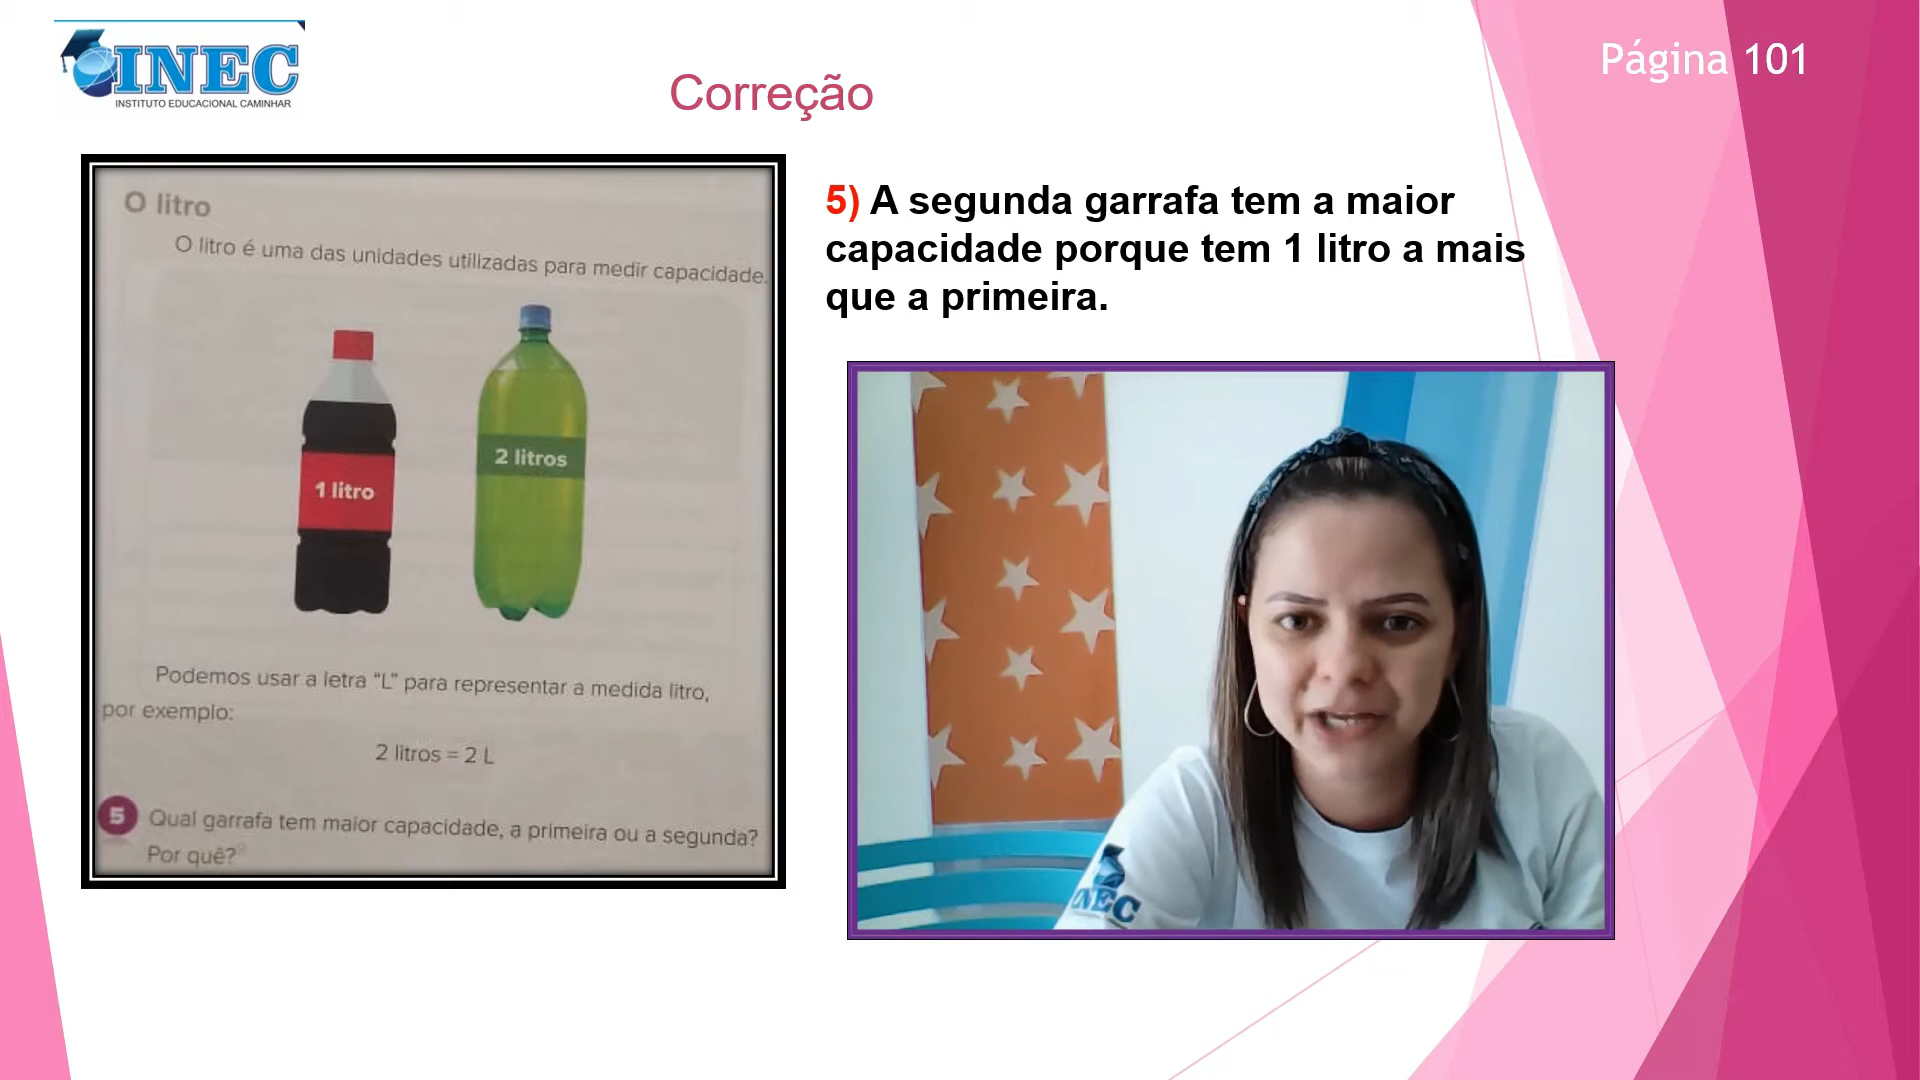 INEC
INSTITUTO EDUCACIONAL CAMINHAR
Correção
Página 101
O litro
O litro é uma das unidades utilizadas para medir capacidade.
1 litro
2 litros
Podemos usar a letra “L” para representar a medida litro,
por exemplo:
2 litros = 2 L
5 Qual garrafa tem maior capacidade, a primeira ou a segunda?
Por quê?
5) A segunda garrafa tem a maior
capacidade porque tem 1 litro a mais
que a primeira.
INEC